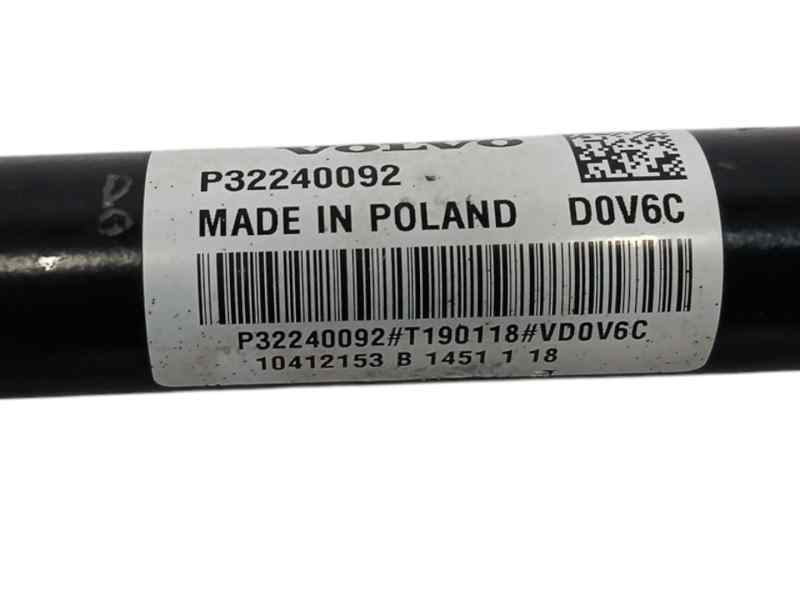 VOLVO
P32240092
MADE IN POLAND D0V6C
P32240092#T190118#VD0V6C
10412153 B 1451 1 18